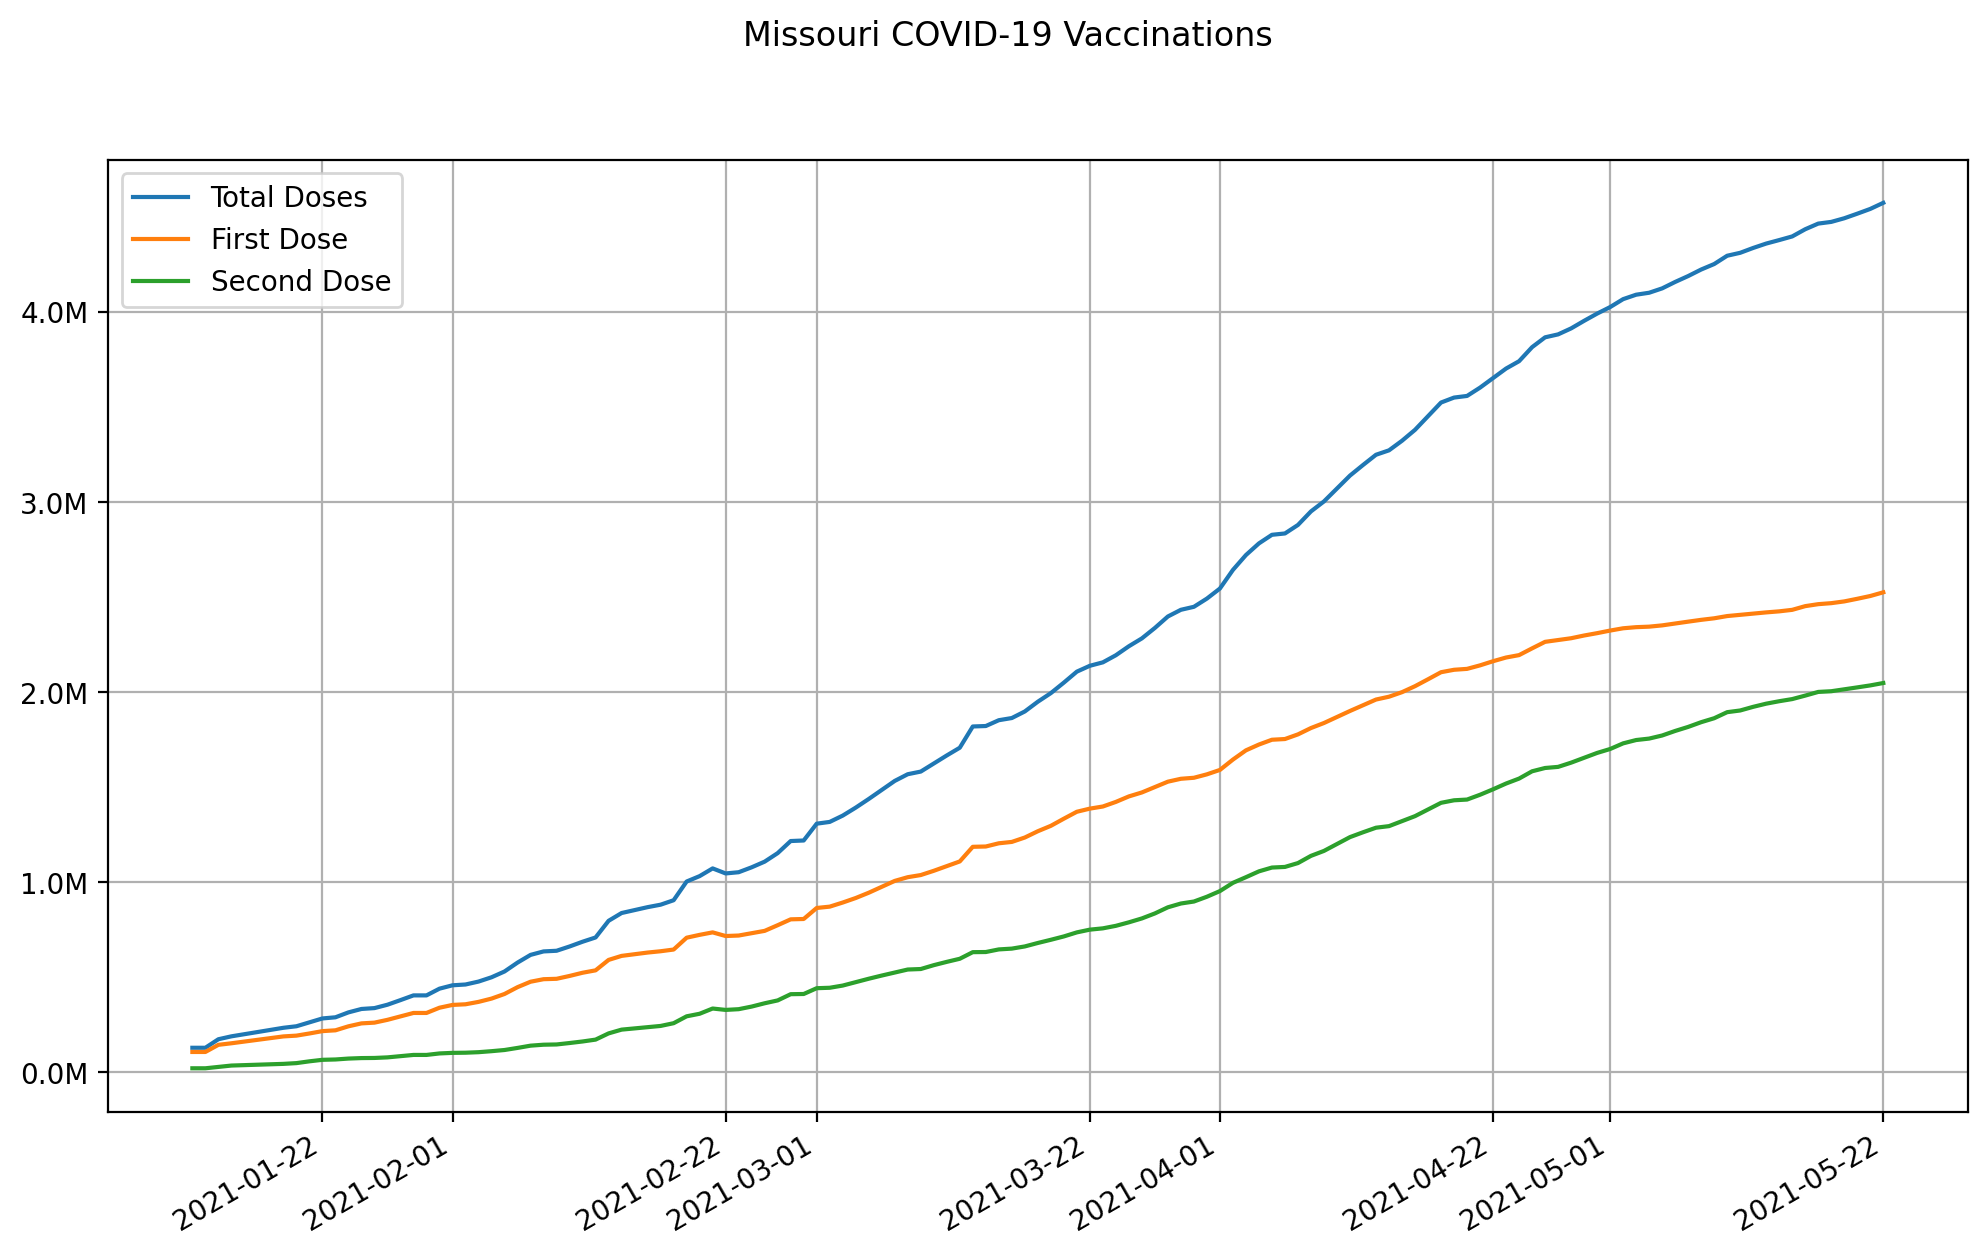 Missouri COVID-19 Vaccinations
Total Doses
First Dose
Second Dose
4.0M
3.0M
2.0M
1.0M
0.0M
2021-01-22
2021-02-01
2021-02-22
2021-03-01
2021-03-22
2021-04-01
2021-04-22
2021-05-01
2021-05-22